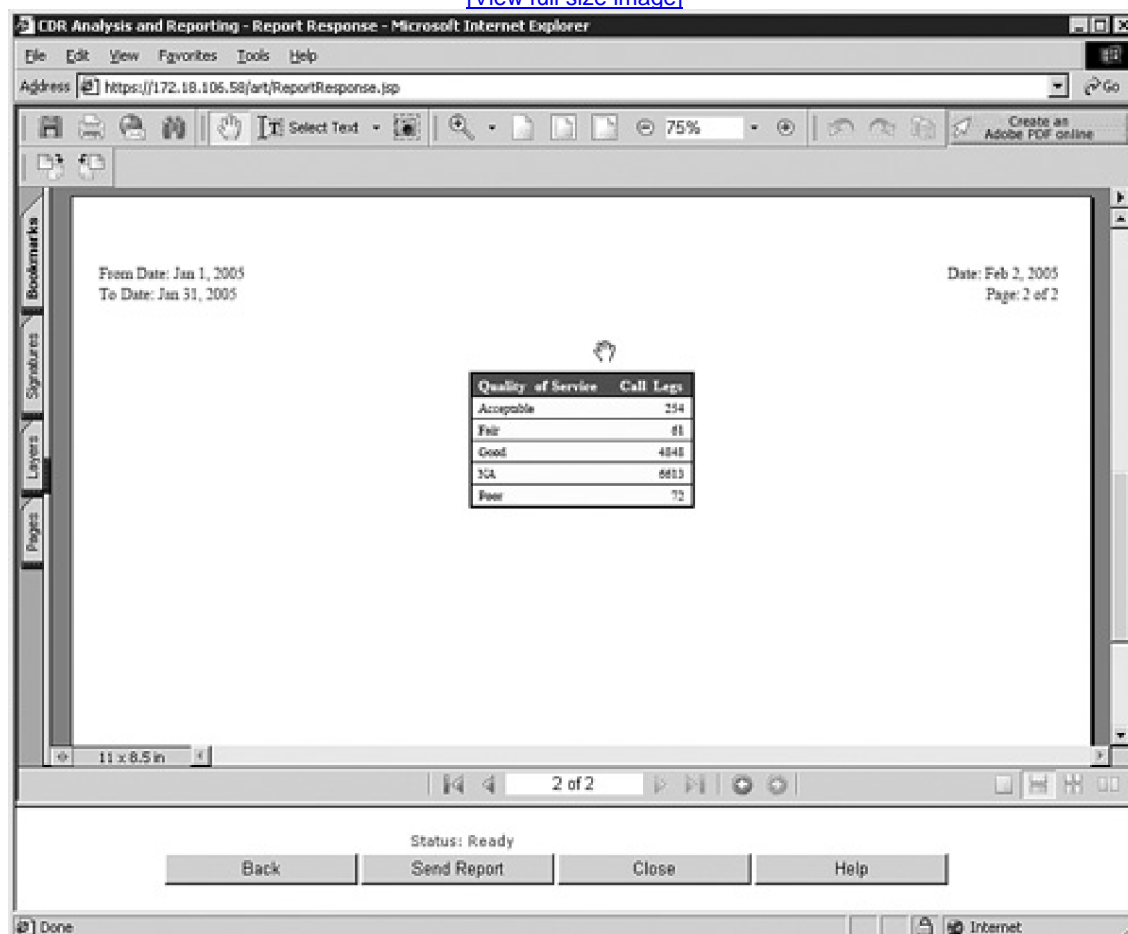 [View full size image]
CDR Analysis and Reporting - Report Response - Microsoft Internet Explorer
File Edit View Favorites Tools Help
Address https://172.18.106.58/art/ReportResponse.jsp Go
Select Text 75% Create an Adobe PDF online
Bookmarks
Signatures
Layers
Pages
From Date: Jan 1, 2005
To Date: Jan 31, 2005
Date: Feb 2, 2005
Page: 2 of 2
Quality of Service Call Legs
Acceptable 254
Fair 61
Good 4848
NA 6613
Poor 72
11 x 8.5 in
2 of 2
Status: Ready
Back Send Report Close Help
Done Internet